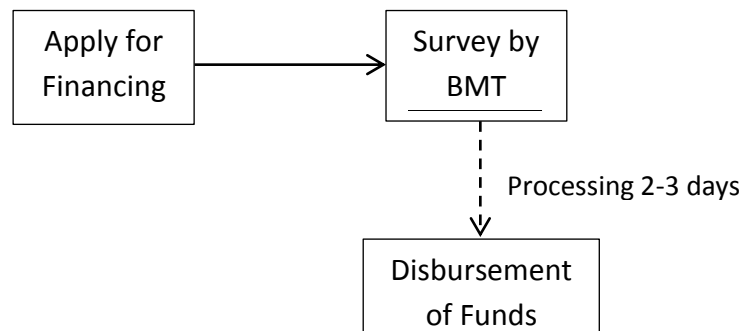 Apply for
Financing
Survey by
BMT
Processing 2-3 days
Disbursement
of Funds